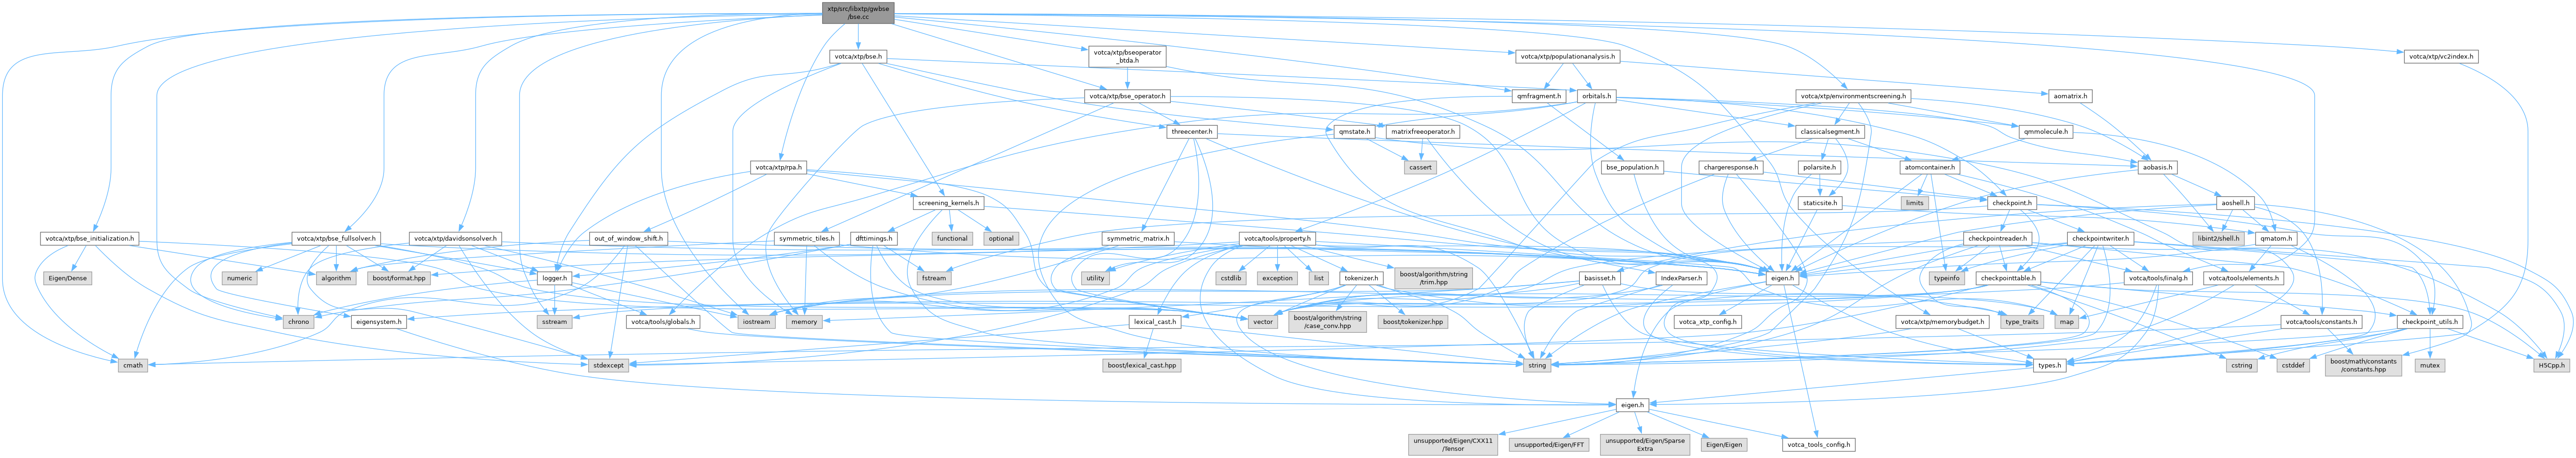 xtp/src/libxtp/gwbse
/bse.cc
votca/xtp/bse.h
votca/xtp/bseoperator
_btda.h
votca/xtp/populationanalysis.h
votca/xtp/vc2index.h
votca/xtp/bse_operator.h
qmfragment.h
orbitals.h
votca/xtp/environmentscreening.h
aomatrix.h
threecenter.h
qmstate.h
matrixfreeoperator.h
classicalsegment.h
qmmolecule.h
votca/xtp/rpa.h
cassert
bse_population.h
chargeresponse.h
polarsite.h
atomcontainer.h
aobasis.h
screening_kernels.h
staticsite.h
limits
checkpoint.h
aoshell.h
votca/xtp/bse_initialization.h
votca/xtp/bse_fullsolver.h
votca/xtp/davidsonsolver.h
out_of_window_shift.h
symmetric_tiles.h
dfttimings.h
functional
optional
symmetric_matrix.h
votca/tools/property.h
checkpointreader.h
checkpointwriter.h
libint2/shell.h
qmatom.h
Eigen/Dense
numeric
algorithm
boost/format.hpp
logger.h
fstream
utility
cstdlib
exception
list
tokenizer.h
boost/algorithm/string
/trim.hpp
basisset.h
IndexParser.h
eigen.h
typeinfo
checkpointtable.h
votca/tools/linalg.h
votca/tools/elements.h
chrono
eigensystem.h
sstream
votca/tools/globals.h
iostream
memory
lexical_cast.h
vector
boost/algorithm/string
/case_conv.hpp
boost/tokenizer.hpp
votca_xtp_config.h
votca/xtp/memorybudget.h
type_traits
map
votca/tools/constants.h
checkpoint_utils.h
cmath
stdexcept
boost/lexical_cast.hpp
string
types.h
cstring
cstddef
boost/math/constants
/constants.hpp
mutex
H5Cpp.h
eigen.h
unsupported/Eigen/CXX11
/Tensor
unsupported/Eigen/FFT
unsupported/Eigen/Sparse
Extra
Eigen/Eigen
votca_tools_config.h